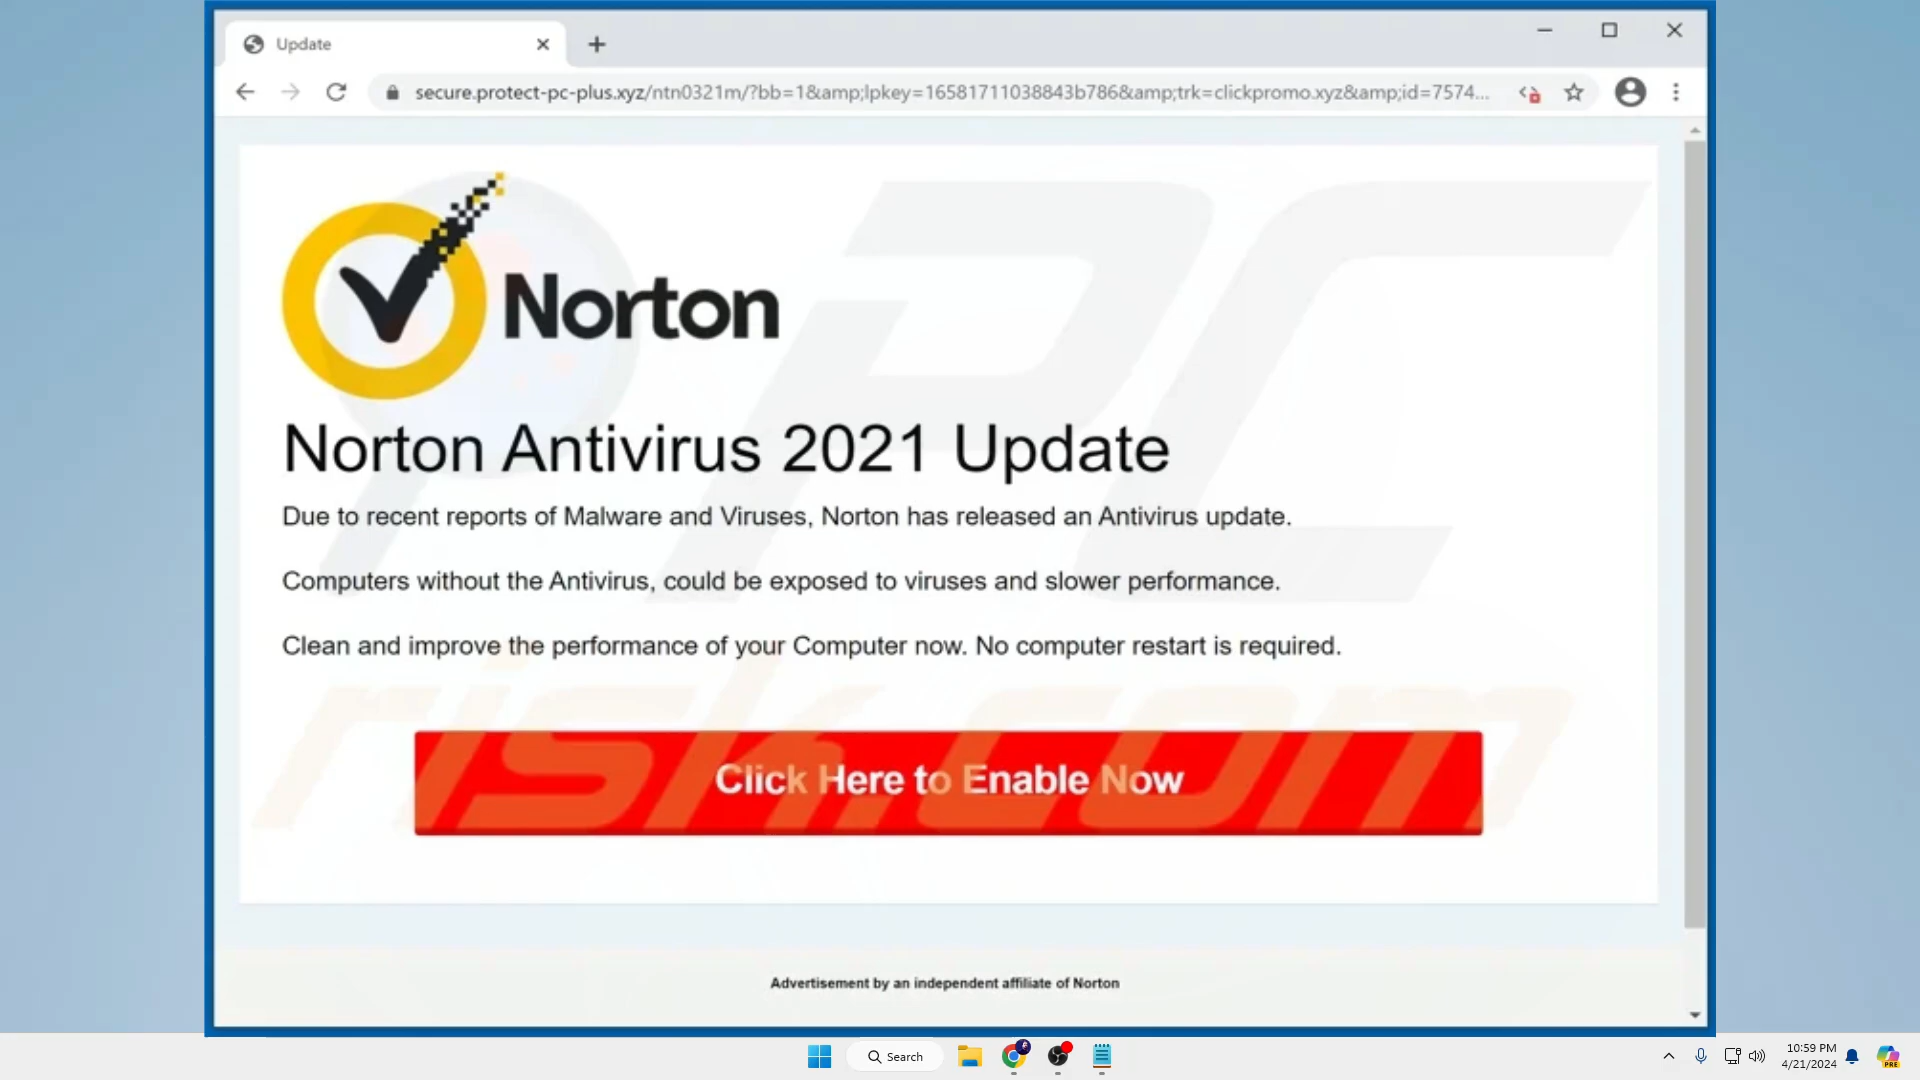 Update
secure.protect-pc-plus.xyz/ntn0321m/?bb=1&amp;lpkey=16581711038843b786&amp;trk=clickpromo.xyz&amp;id=7574...
Norton
Norton Antivirus 2021 Update
Due to recent reports of Malware and Viruses, Norton has released an Antivirus update.
Computers without the Antivirus, could be exposed to viruses and slower performance.
Clean and improve the performance of your Computer now. No computer restart is required.
PC
risk.com
Click Here to Enable Now
Advertisement by an independent affiliate of Norton
Search
10:59 PM
4/21/2024
PRE